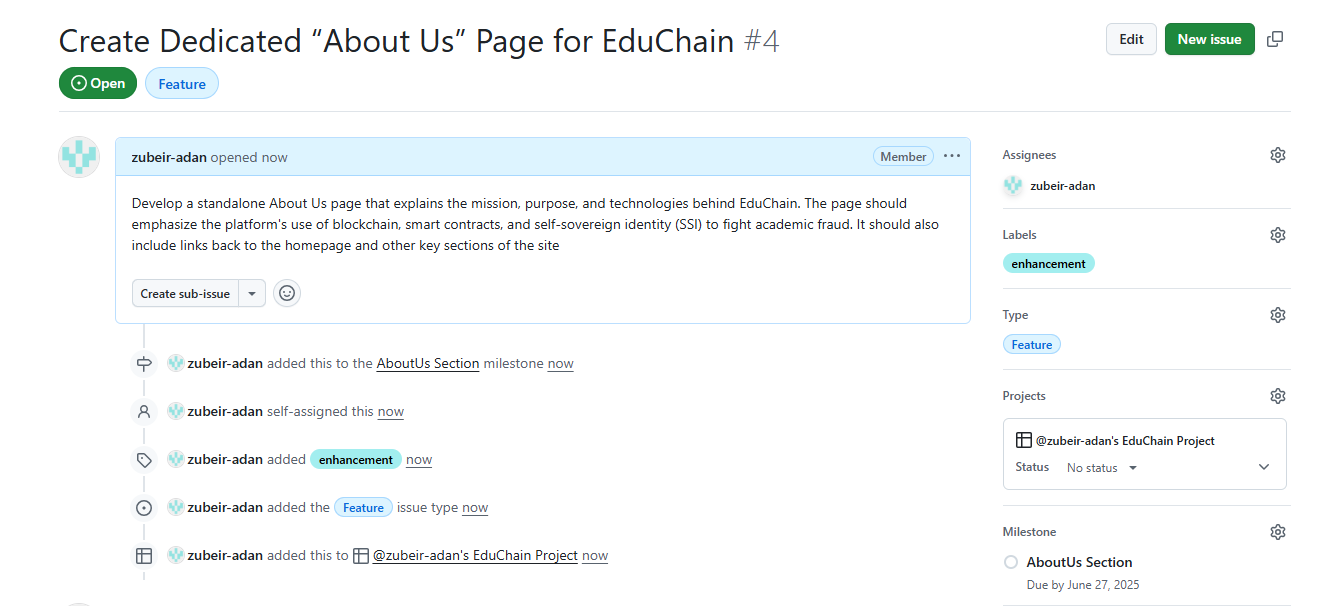 Create Dedicated “About Us” Page for EduChain #4
Edit
New issue
Open
Feature
zubeir-adan opened now
Member
Develop a standalone About Us page that explains the mission, purpose, and technologies behind EduChain. The page should
emphasize the platform's use of blockchain, smart contracts, and self-sovereign identity (SSI) to fight academic fraud. It should also
include links back to the homepage and other key sections of the site
Create sub-issue
zubeir-adan added this to the AboutUs Section milestone now
zubeir-adan self-assigned this now
zubeir-adan added enhancement now
zubeir-adan added the Feature issue type now
zubeir-adan added this to @zubeir-adan's EduChain Project now
Assignees
zubeir-adan
Labels
enhancement
Type
Feature
Projects
@zubeir-adan's EduChain Project
Status No status
Milestone
AboutUs Section
Due by June 27, 2025